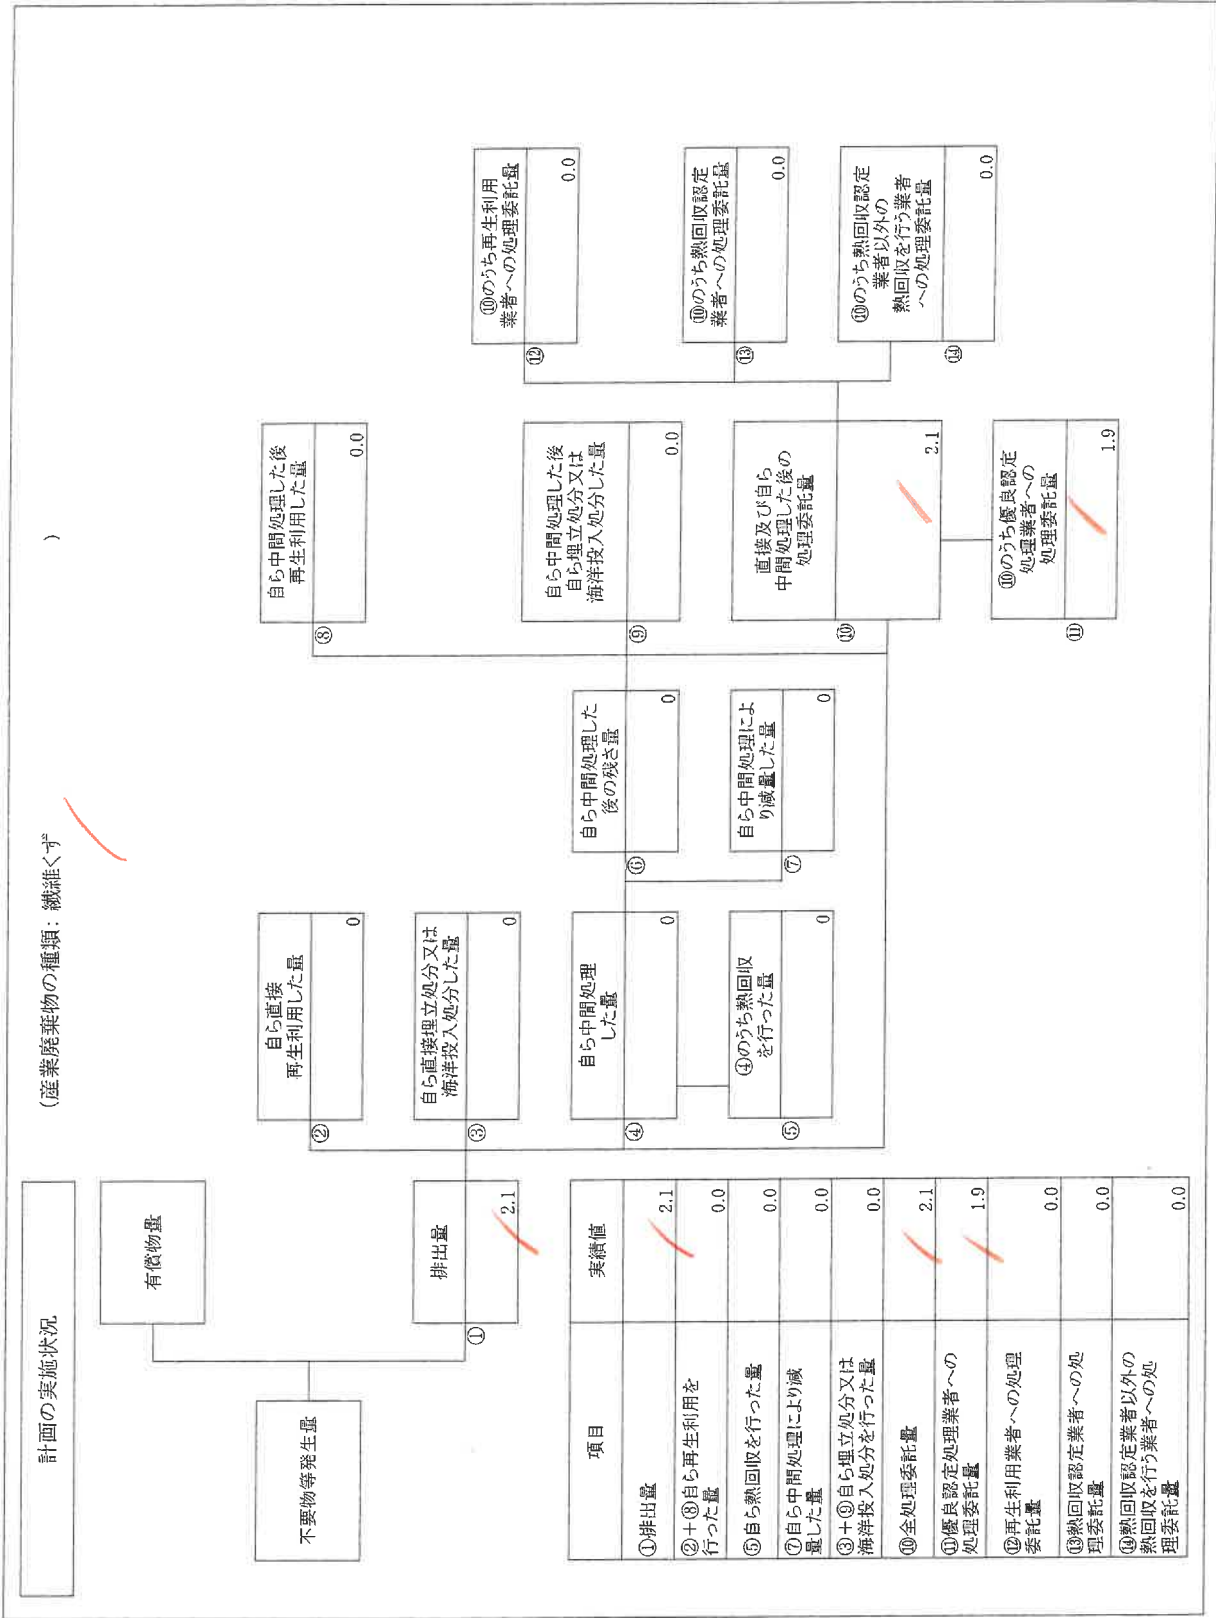 計画の実施状況
(産業廃棄物の種類: 繊維くず
)
不要物等発生量
有償物量
排出量
①
2.1
自ら直接
再生利用した量
②
0
自ら直接埋立処分又は
海洋投入処分した量
③
0
自ら中間処理
した量
④
0
④のうち熱回収
を行った量
⑤
0
自ら中間処理した
後の残さ量
⑥
0
自ら中間処理によ
り減量した量
⑦
0
自ら中間処理した後
再生利用した量
⑧
0.0
自ら中間処理した後
自ら埋立処分又は
海洋投入処分した量
⑨
0.0
直接及び自ら
中間処理した後の
処理委託量
⑩
2.1
⑩のうち優良認定
処理業者への
処理委託量
⑪
1.9
⑩のうち再生利用
業者への処理委託量
⑫
0.0
⑩のうち熱回収認定
業者への処理委託量
⑬
0.0
⑩のうち熱回収認定
業者以外の
熱回収を行う業者
への処理委託量
⑭
0.0
項目 実績値
①排出量 2.1
②+⑧自ら再生利用を
行った量 0.0
⑤自ら熱回収を行った量 0.0
⑦自ら中間処理により減
量した量 0.0
③+⑨自ら埋立処分又は
海洋投入処分を行った量 0.0
⑩全処理委託量 2.1
⑪優良認定処理業者への
処理委託量 1.9
⑫再生利用業者への処理
委託量 0.0
⑬熱回収認定業者への処
理委託量 0.0
⑭熱回収認定業者以外の
熱回収を行う業者への処
理委託量 0.0